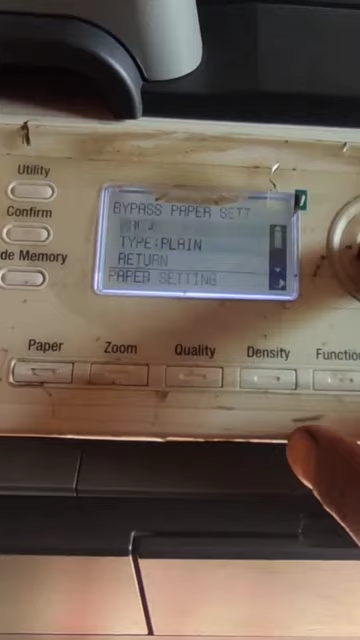 Utility
BYPASS PAPER SETT
Confirm
TYPE:PLAIN
RETURN
de Memory
PAPER SETTING
Paper
Zoom
Quality
Density
Functio